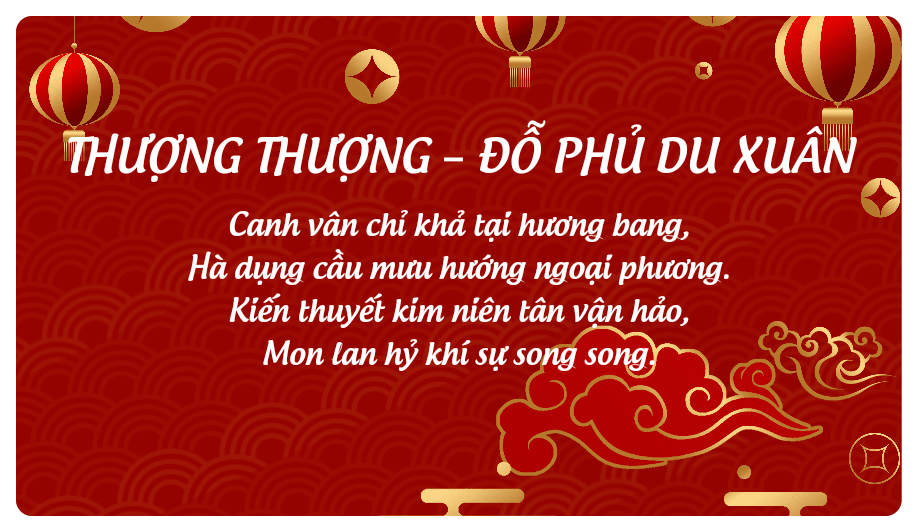 THƯỢNG THƯỢNG – ĐỖ PHỦ DU XUÂN
Canh vân chỉ khả tại hương bang,
Hà dụng cầu mưu hướng ngoại phương.
Kiến thuyết kim niên tân vận hảo,
Mon lan hỷ khí sự song song.